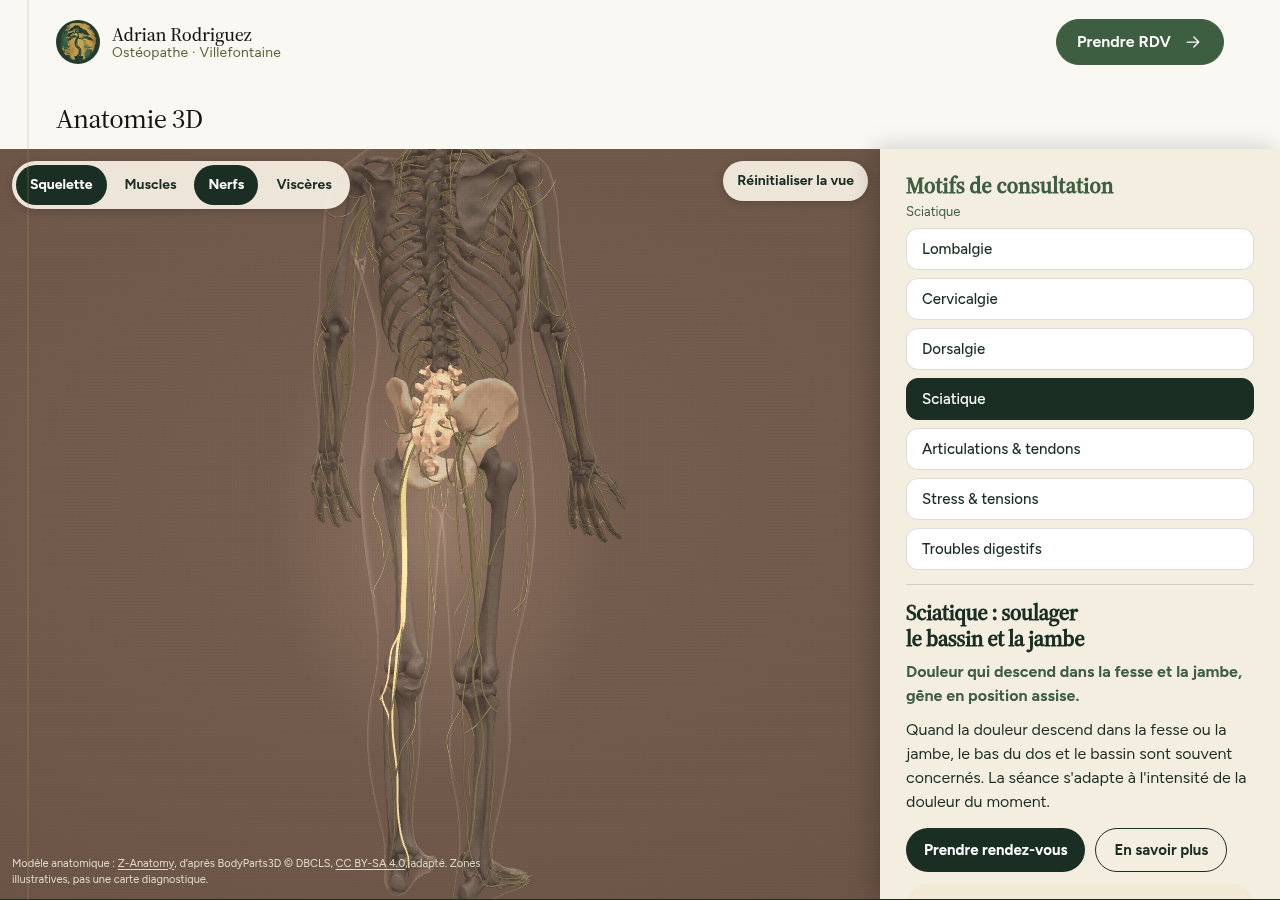 Adrian Rodriguez
Ostéopathe · Villefontaine
Prendre RDV
Anatomie 3D
Squelette
Muscles
Nerfs
Viscères
Réinitialiser la vue
Modèle anatomique : Z-Anatomy, d'après BodyParts3D © DBCLS, CC BY-SA 4.0, adapté. Zones
illustratives, pas une carte diagnostique.
Motifs de consultation
Sciatique
Lombalgie
Cervicalgie
Dorsalgie
Sciatique
Articulations & tendons
Stress & tensions
Troubles digestifs
Sciatique : soulager
le bassin et la jambe
Douleur qui descend dans la fesse et la jambe,
gêne en position assise.
Quand la douleur descend dans la fesse ou la
jambe, le bas du dos et le bassin sont souvent
concernés. La séance s'adapte à l'intensité de la
douleur du moment.
Prendre rendez-vous
En savoir plus